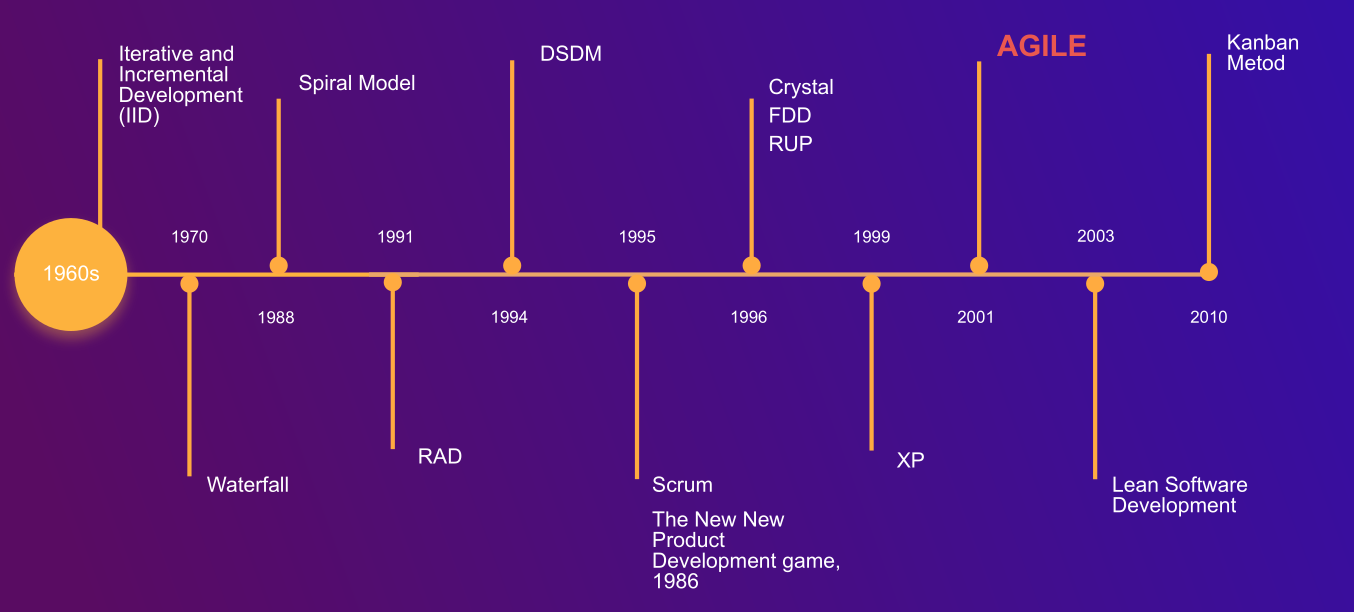 Iterative and
Incremental
Development
(IID)
Spiral Model
DSDM
Crystal
FDD
RUP
AGILE
Kanban
Metod
1960s
1970
1991
1995
1999
2003
1988
1994
1996
2001
2010
Waterfall
RAD
Scrum
The New New
Product
Development game,
1986
XP
Lean Software
Development